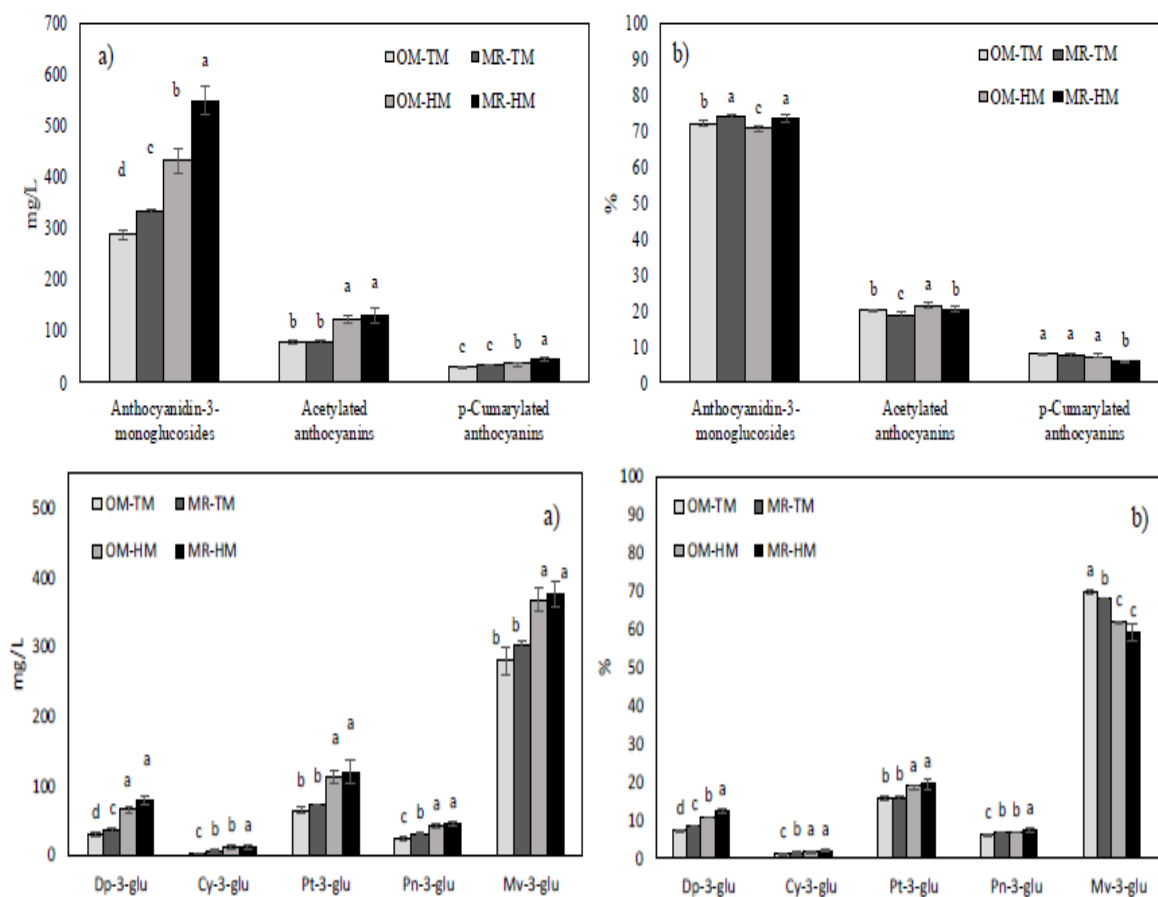 700
600
500
400
300
200
100
0
mg/L
a)
OM-TM MR-TM
OM-HM MR-HM
d c b a
b b a a
c c b a
Anthocyanidin-3-
monoglucosides
Acetylated
anthocyanins
p-Cumarylated
anthocyanins
100
90
80
70
60
50
40
30
20
10
0
%
b)
OM-TM MR-TM
OM-HM MR-HM
b a c a
b c a b
a a a b
Anthocyanidin-3-
monoglucosides
Acetylated
anthocyanins
p-Cumarylated
anthocyanins
500
400
300
200
100
0
mg/L
OM-TM MR-TM
OM-HM MR-HM
a)
d c a a
c b b a
b b a a
c b a a
b b a a
Dp-3-glu Cy-3-glu Pt-3-glu Pn-3-glu Mv-3-glu
100
90
80
70
60
50
40
30
20
10
0
%
OM-TM MR-TM
OM-HM MR-HM
b)
d c b a
c b a a
b b a a
c b b a
a b c c
Dp-3-glu Cy-3-glu Pt-3-glu Pn-3-glu Mv-3-glu